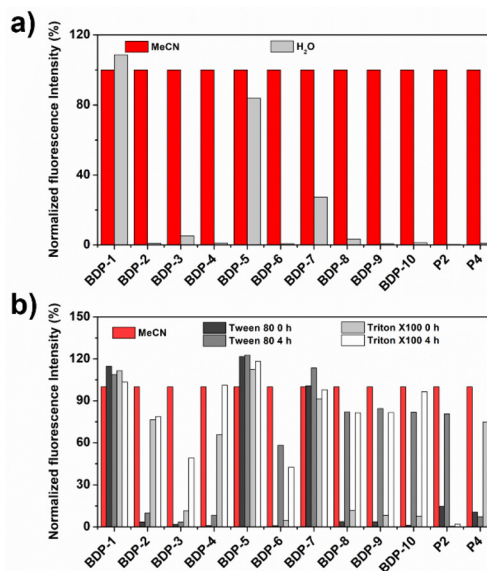 a)
Normalized fluorescence Intensity (%)
120
80
40
0
MeCN
H₂O
BDP-1
BDP-2
BDP-3
BDP-4
BDP-5
BDP-6
BDP-7
BDP-8
BDP-9
BDP-10
P2
P4
b)
Normalized fluorescence Intensity (%)
150
120
90
60
30
0
MeCN
Tween 80 0 h
Triton X100 0 h
Tween 80 4 h
Triton X100 4 h
BDP-1
BDP-2
BDP-3
BDP-4
BDP-5
BDP-6
BDP-7
BDP-8
BDP-9
BDP-10
P2
P4